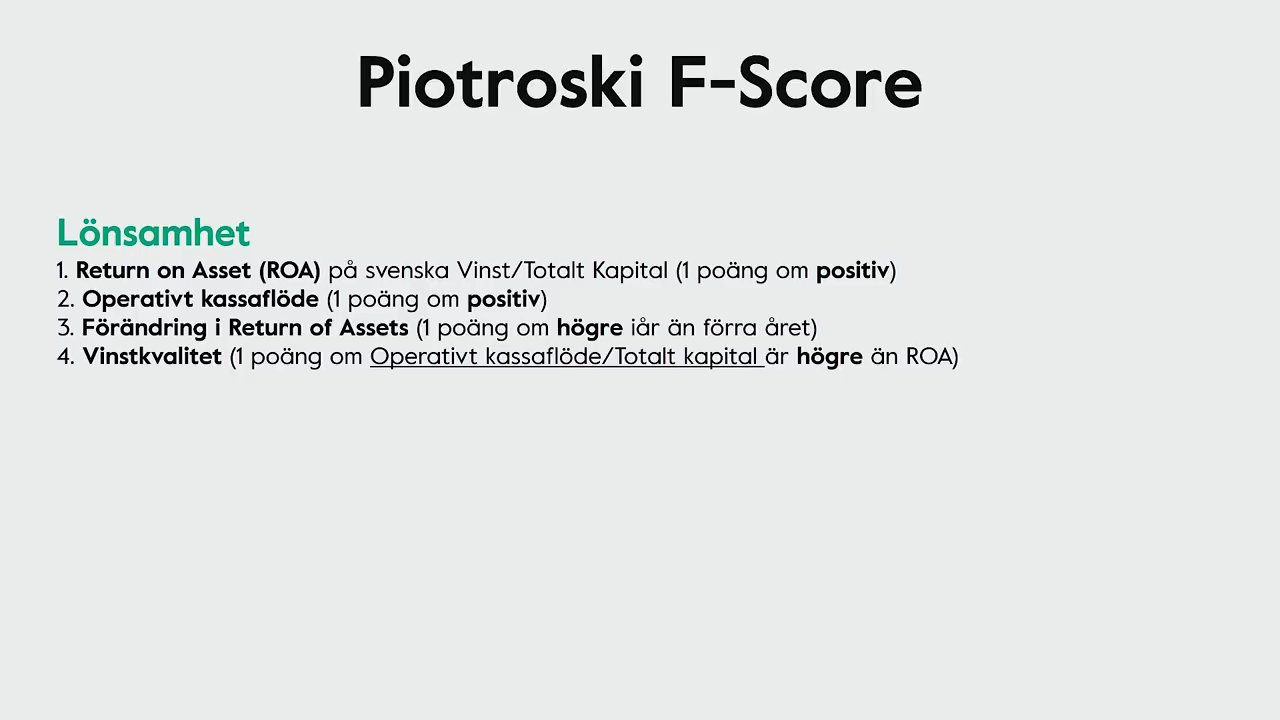 Piotroski F-Score
Lönsamhet
1. Return on Asset (ROA) på svenska Vinst/Totalt Kapital (1 poäng om positiv)
2. Operativt kassaflöde (1 poäng om positiv)
3. Förändring i Return of Assets (1 poäng om högre iår än förra året)
4. Vinstkvalitet (1 poäng om Operativt kassaflöde/Totalt kapital är högre än ROA)